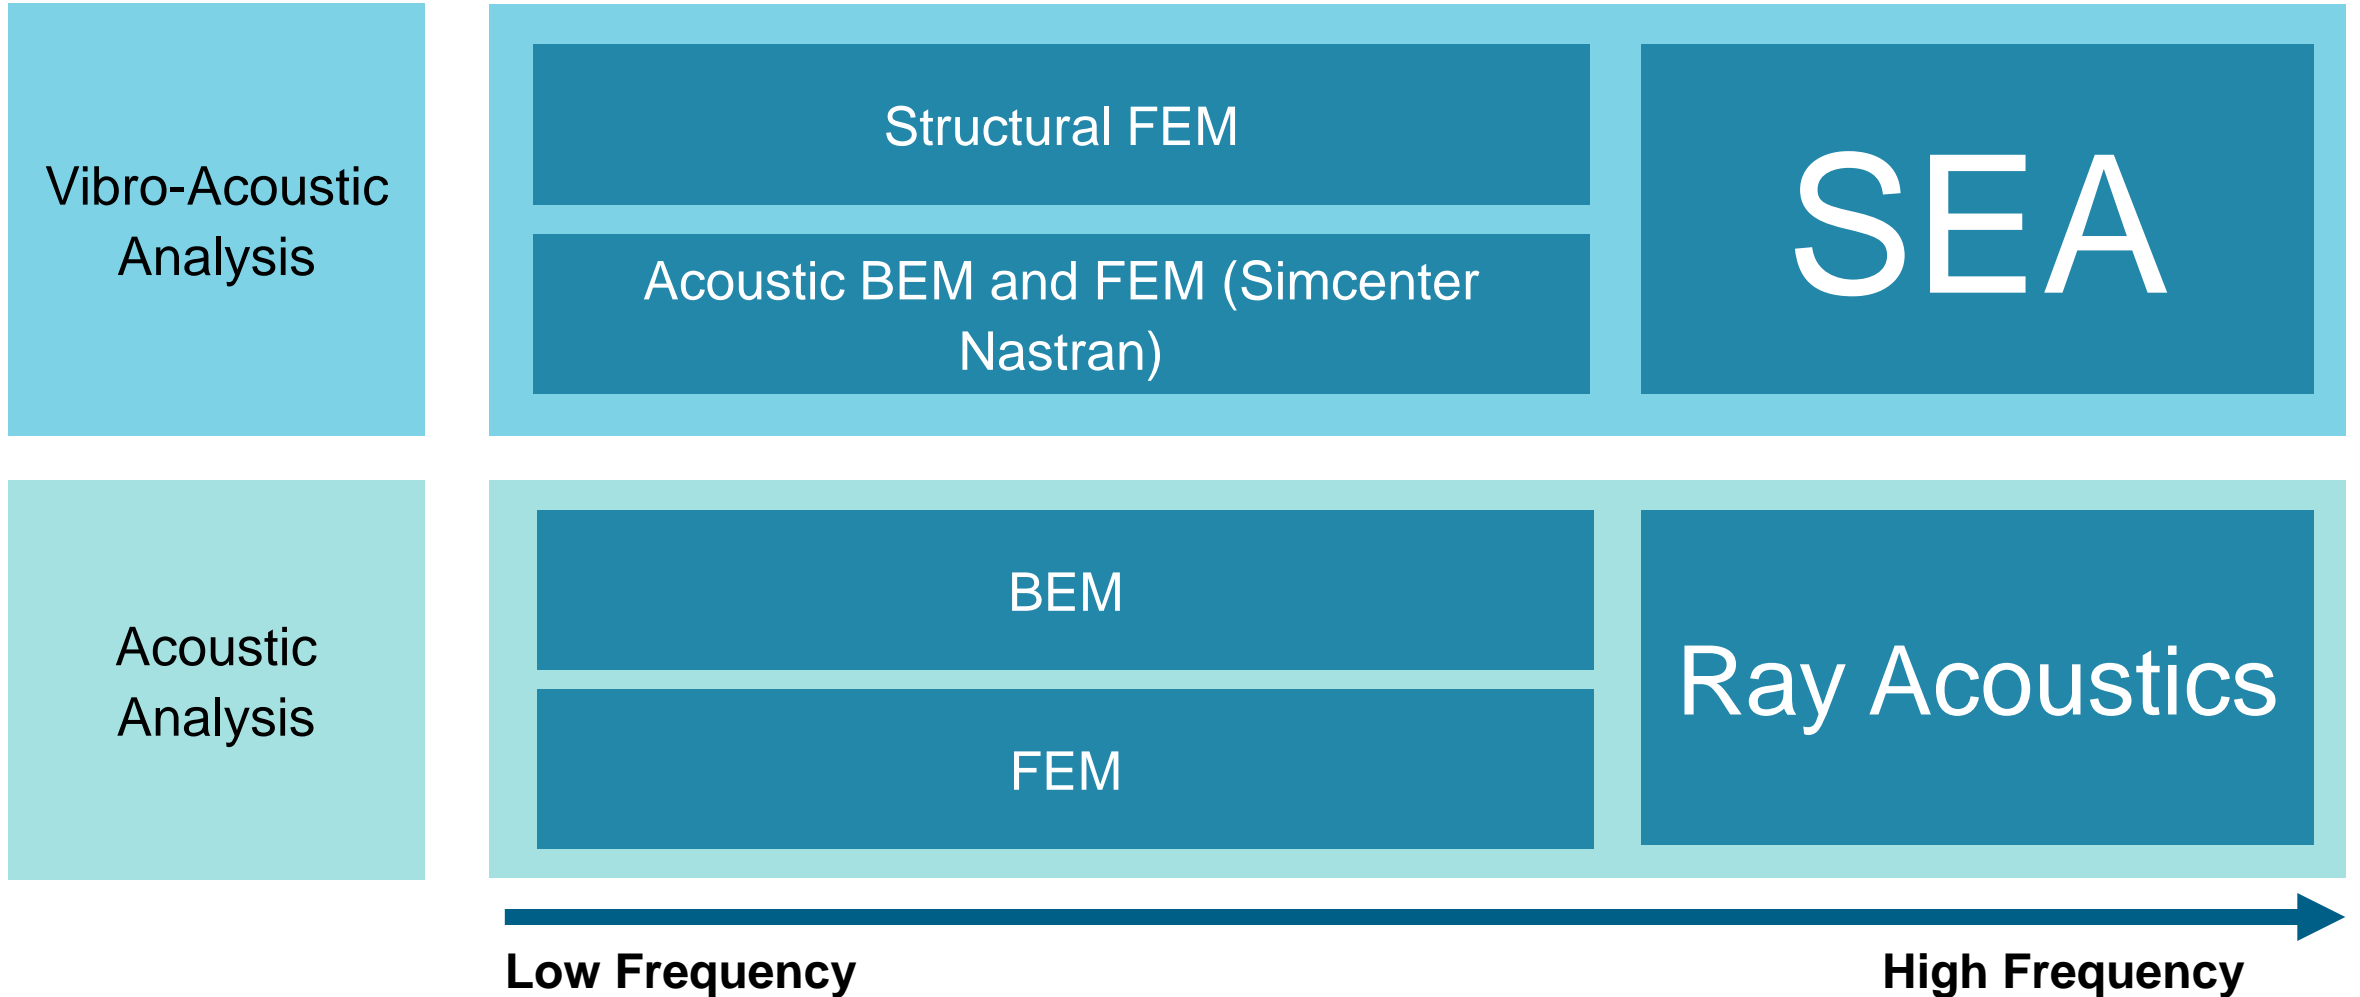 Vibro-Acoustic
Analysis
Structural FEM
Acoustic BEM and FEM (Simcenter
Nastran)
SEA
Acoustic
Analysis
BEM
FEM
Ray Acoustics
Low Frequency
High Frequency